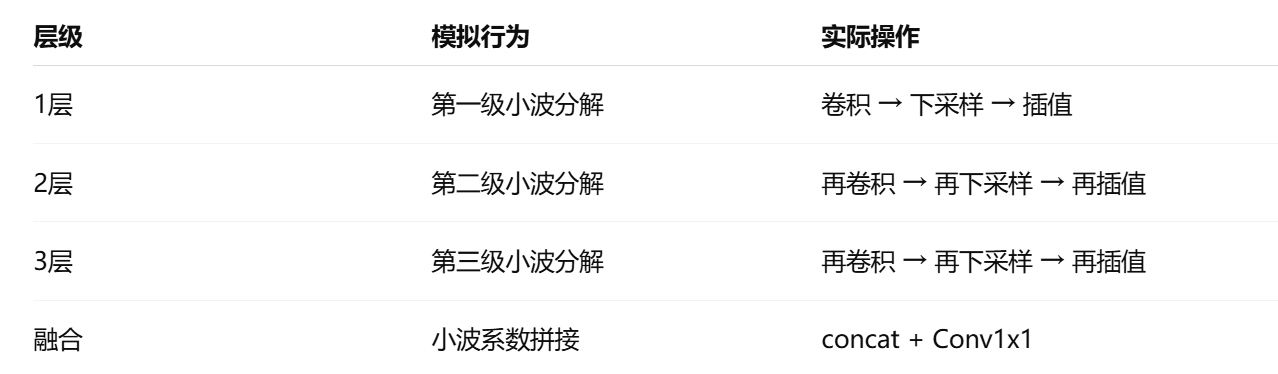 层级 模拟行为 实际操作
1层 第一级小波分解 卷积 → 下采样 → 插值
2层 第二级小波分解 再卷积 → 再下采样 → 再插值
3层 第三级小波分解 再卷积 → 再下采样 → 再插值
融合 小波系数拼接 concat + Conv1x1